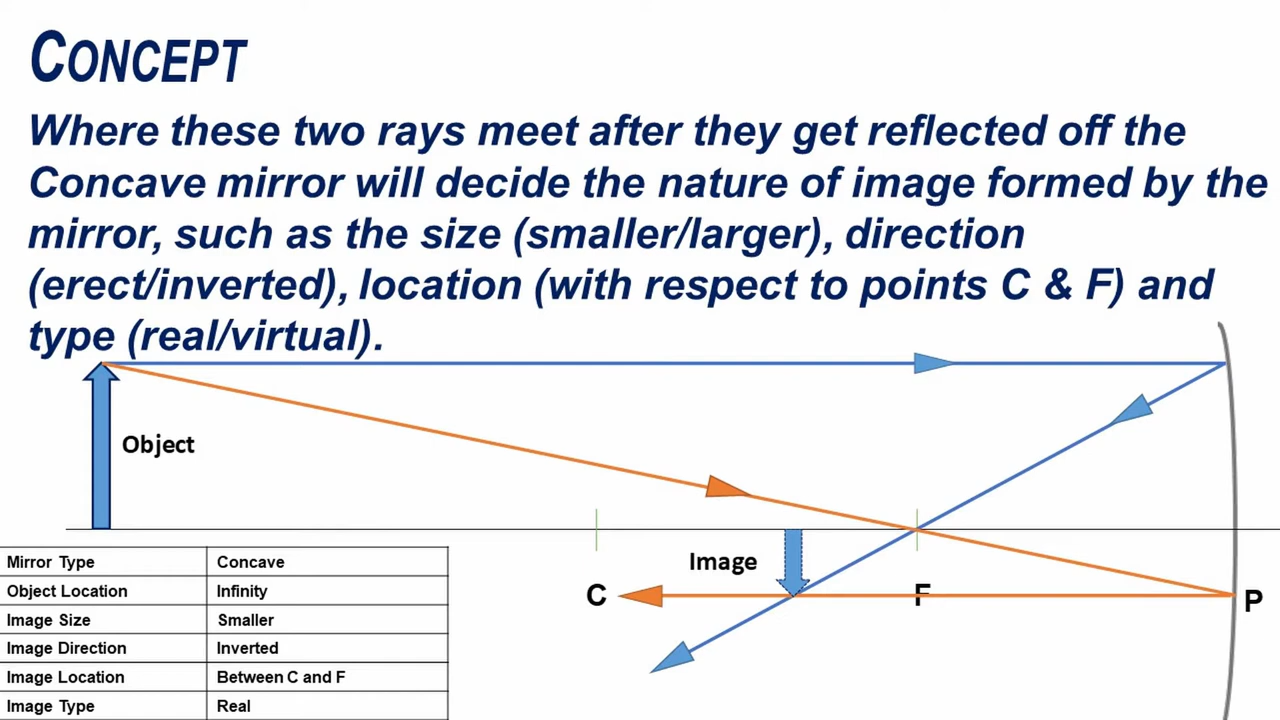 CONCEPT
Where these two rays meet after they get reflected off the
Concave mirror will decide the nature of image formed by the
mirror, such as the size (smaller/larger), direction
(erect/inverted), location (with respect to points C & F) and
type (real/virtual).
Object
Image
C
F
P
Mirror Type Concave
Object Location Infinity
Image Size Smaller
Image Direction Inverted
Image Location Between C and F
Image Type Real